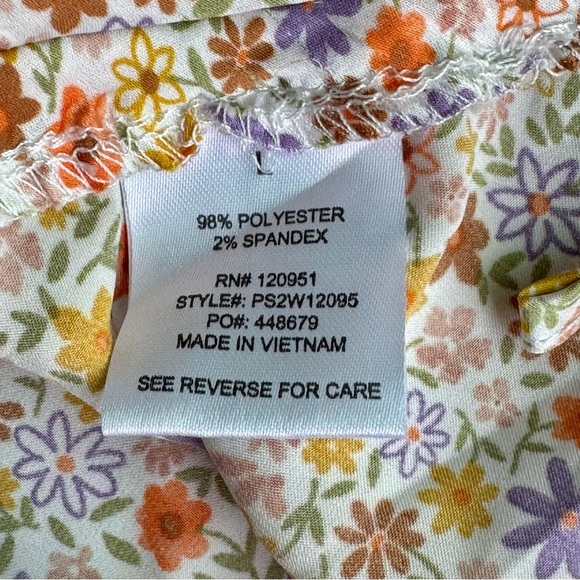 98% POLYESTER
2% SPANDEX
RN# 120951
STYLE#: PS2W12095
PO#: 448679
MADE IN VIETNAM
SEE REVERSE FOR CARE